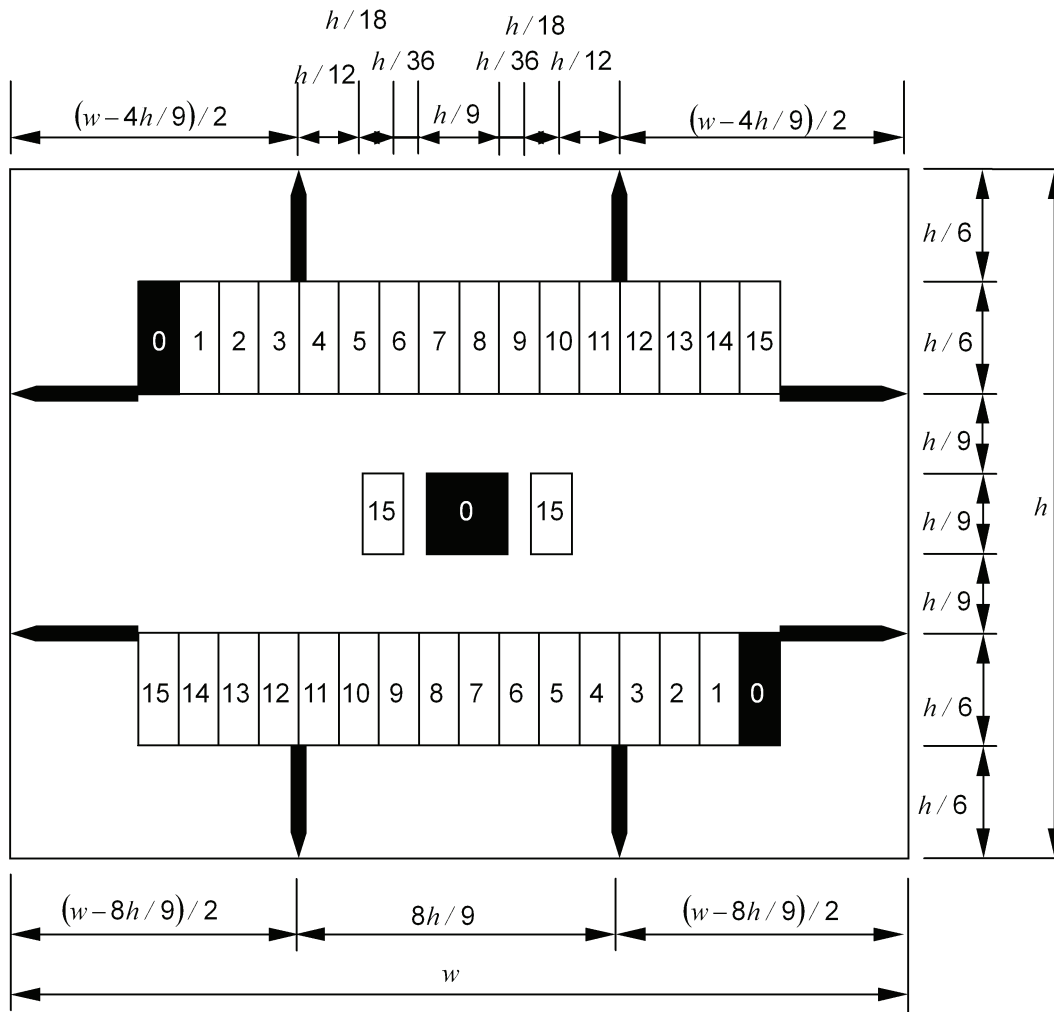 h / 18
h / 18
h / 36 h / 36
h / 12 h / 12
(w – 4h / 9) / 2 h / 9 (w – 4h / 9) / 2
h / 6
0 1 2 3 4 5 6 7 8 9 10 11 12 13 14 15
h / 6
h / 9
15 0 15
h / 9
h
h / 9
15 14 13 12 11 10 9 8 7 6 5 4 3 2 1 0
h / 6
h / 6
(w – 8h / 9) / 2 8h / 9 (w – 8h / 9) / 2
w